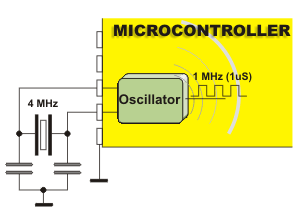 MICROCONTROLLER
1 MHz (1uS)
4 MHz
Oscillator